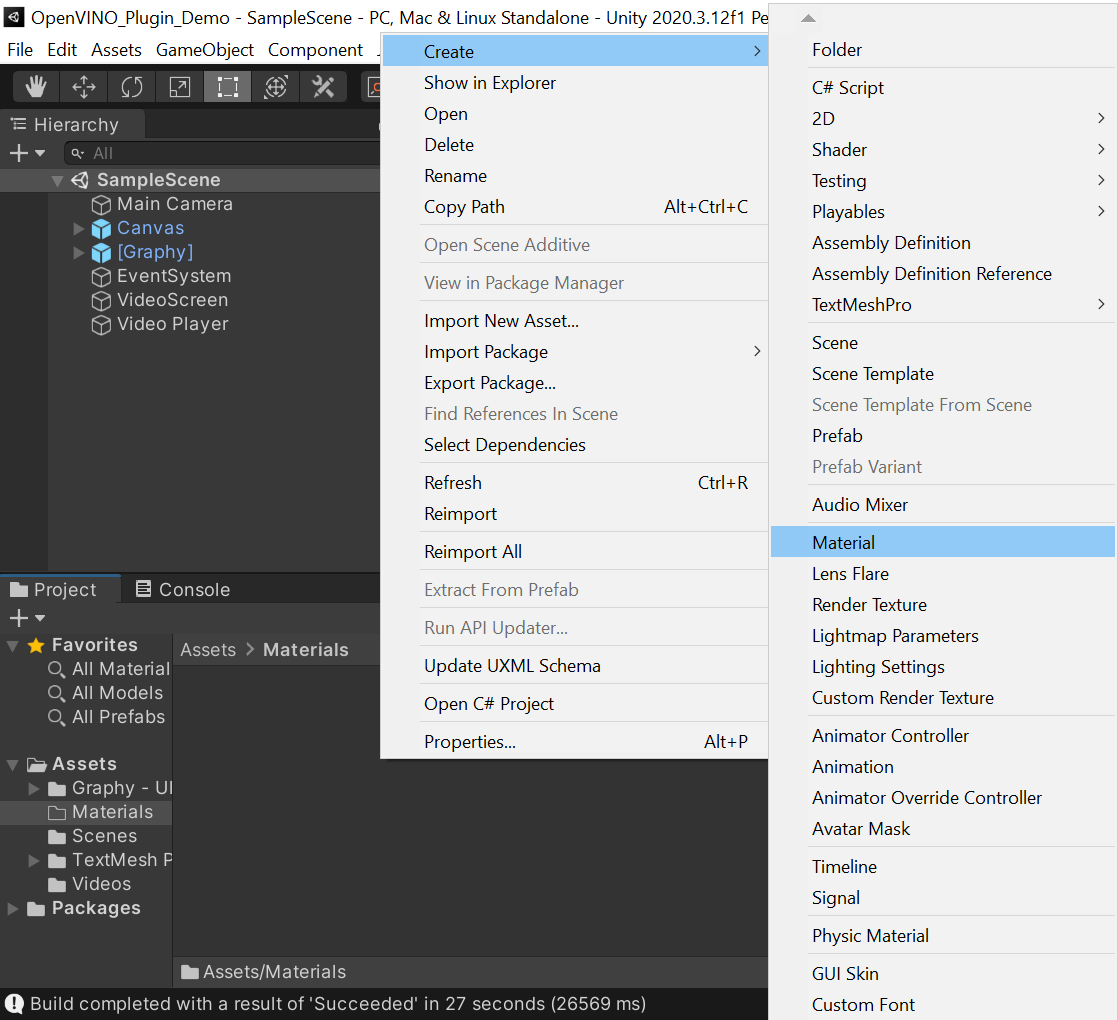 OpenVINO_Plugin_Demo - SampleScene - PC, Mac & Linux Standalone - Unity 2020.3.12f1 Pe
File Edit Assets GameObject Component
Hierarchy
All
SampleScene
Main Camera
Canvas
[Graphy]
EventSystem
VideoScreen
Video Player
Project Console
Favorites
All Material
All Models
All Prefabs
Assets
Graphy - UI
Materials
Scenes
TextMesh P
Videos
Packages
Assets > Materials
Assets/Materials
Build completed with a result of 'Succeeded' in 27 seconds (26569 ms)
Create
Show in Explorer
Open
Delete
Rename
Copy Path Alt+Ctrl+C
Open Scene Additive
View in Package Manager
Import New Asset...
Import Package
Export Package...
Find References In Scene
Select Dependencies
Refresh Ctrl+R
Reimport
Reimport All
Extract From Prefab
Run API Updater...
Update UXML Schema
Open C# Project
Properties... Alt+P
Folder
C# Script
2D
Shader
Testing
Playables
Assembly Definition
Assembly Definition Reference
TextMeshPro
Scene
Scene Template
Scene Template From Scene
Prefab
Prefab Variant
Audio Mixer
Material
Lens Flare
Render Texture
Lightmap Parameters
Lighting Settings
Custom Render Texture
Animator Controller
Animation
Animator Override Controller
Avatar Mask
Timeline
Signal
Physic Material
GUI Skin
Custom Font